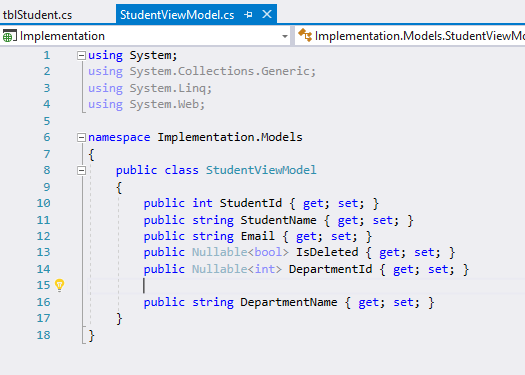 tblStudent.cs StudentViewModel.cs
Implementation Implementation.Models.StudentViewMo
1 using System;
2 using System.Collections.Generic;
3 using System.Linq;
4 using System.Web;
5
6 namespace Implementation.Models
7 {
8 public class StudentViewModel
9 {
10 public int StudentId { get; set; }
11 public string StudentName { get; set; }
12 public string Email { get; set; }
13 public Nullable<bool> IsDeleted { get; set; }
14 public Nullable<int> DepartmentId { get; set; }
15
16 public string DepartmentName { get; set; }
17 }
18 }